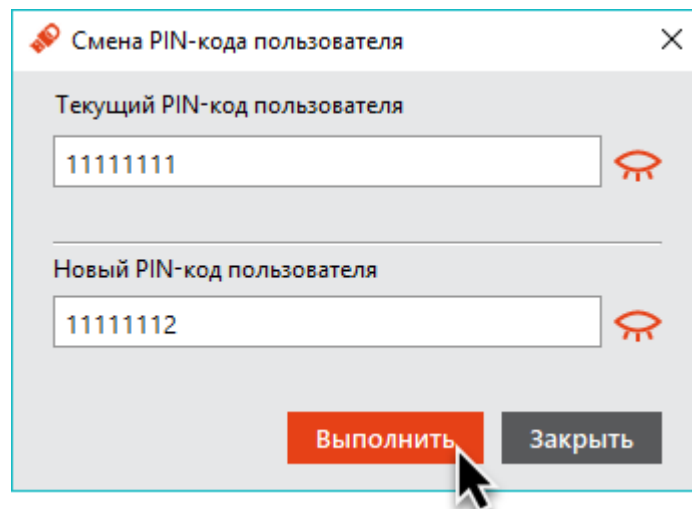 Смена PIN-кода пользователя
Текущий PIN-код пользователя
11111111
Новый PIN-код пользователя
11111112
Выполнить Закрыть